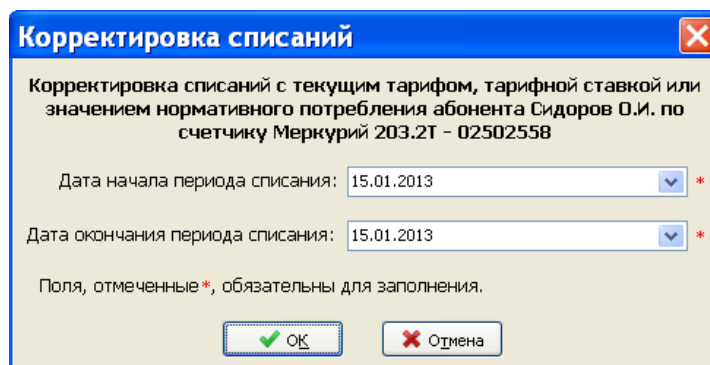 Корректировка списаний
Корректировка списаний с текущим тарифом, тарифной ставкой или
значением нормативного потребления абонента Сидоров О.И. по
счетчику Меркурий 203.2Т - 02502558
Дата начала периода списания: 15.01.2013 *
Дата окончания периода списания: 15.01.2013 *
Поля, отмеченные*, обязательны для заполнения.
ОК Отмена